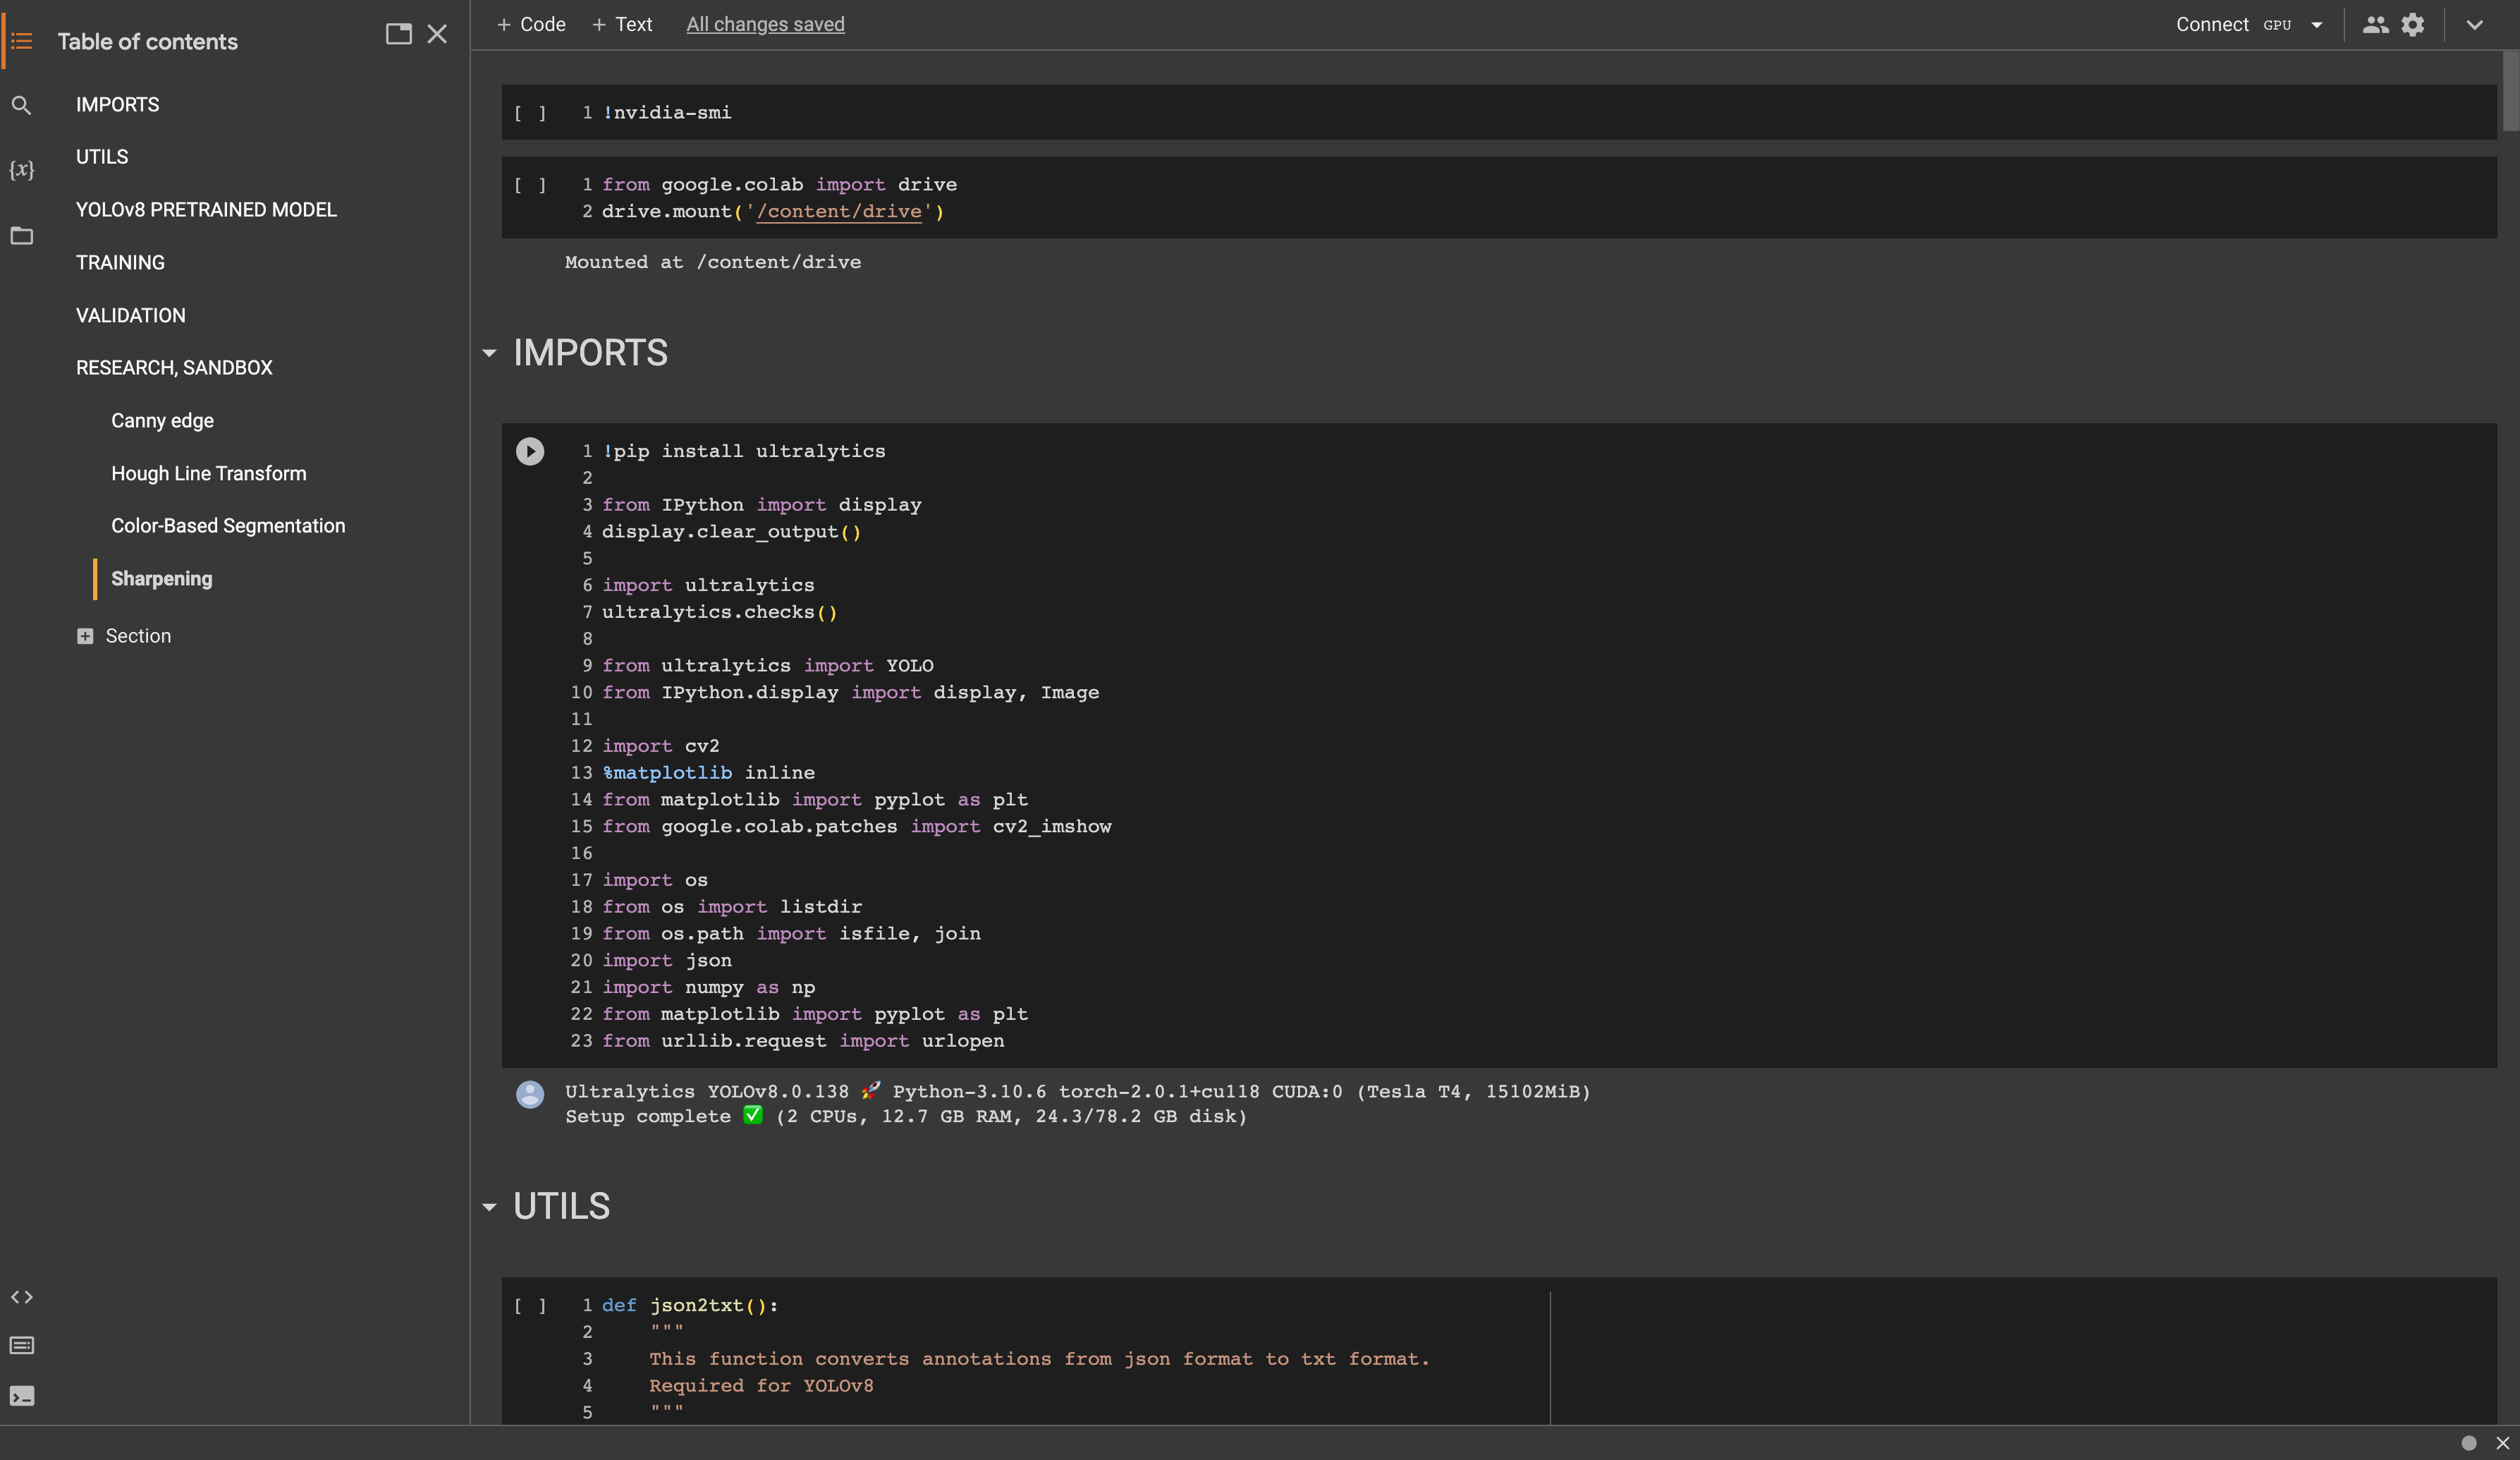 Table of contents
IMPORTS
UTILS
YOLOv8 PRETRAINED MODEL
TRAINING
VALIDATION
RESEARCH, SANDBOX
Canny edge
Hough Line Transform
Color-Based Segmentation
Sharpening
Section
{x}
+ Code + Text All changes saved
Connect GPU
[ ] 1 !nvidia-smi
[ ] 1 from google.colab import drive
2 drive.mount('/content/drive')
Mounted at /content/drive
IMPORTS
1 !pip install ultralytics
2
3 from IPython import display
4 display.clear_output()
5
6 import ultralytics
7 ultralytics.checks()
8
9 from ultralytics import YOLO
10 from IPython.display import display, Image
11
12 import cv2
13 %matplotlib inline
14 from matplotlib import pyplot as plt
15 from google.colab.patches import cv2_imshow
16
17 import os
18 from os import listdir
19 from os.path import isfile, join
20 import json
21 import numpy as np
22 from matplotlib import pyplot as plt
23 from urllib.request import urlopen
Ultralytics YOLOv8.0.138 🚀 Python-3.10.6 torch-2.0.1+cu118 CUDA:0 (Tesla T4, 15102MiB)
Setup complete ✅ (2 CPUs, 12.7 GB RAM, 24.3/78.2 GB disk)
UTILS
[ ] 1 def json2txt():
2     """
3     This function converts annotations from json format to txt format.
4     Required for YOLOv8
5     """